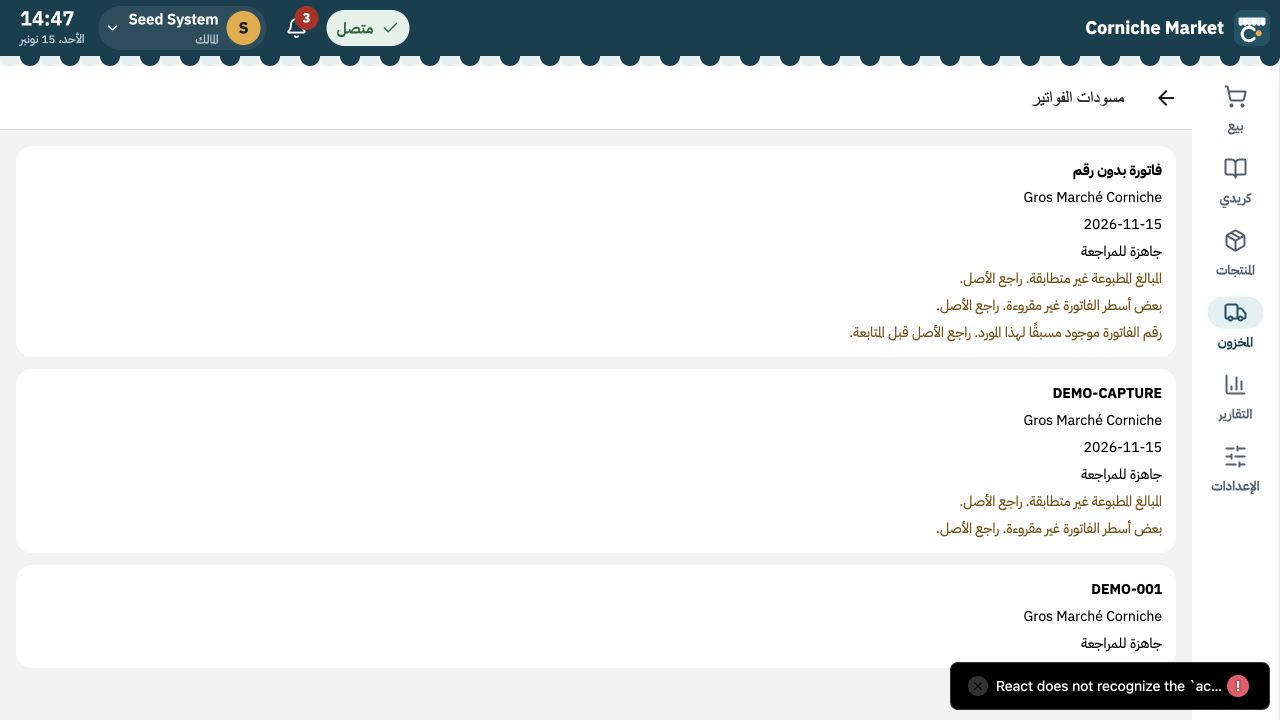 Corniche Market
متصل
3
Seed System
المالك
S
14:47
الأحد، 15 نونبر
بيع
كريدي
المنتجات
المخزون
التقارير
الإعدادات
مسودات الفواتير
فاتورة بدون رقم
Gros Marché Corniche
2026-11-15
جاهزة للمراجعة
المبالغ المطبوعة غير متطابقة. راجع الأصل.
بعض أسطر الفاتورة غير مقروءة. راجع الأصل.
رقم الفاتورة موجود مسبقًا لهذا المورد. راجع الأصل قبل المتابعة.
DEMO-CAPTURE
Gros Marché Corniche
2026-11-15
جاهزة للمراجعة
المبالغ المطبوعة غير متطابقة. راجع الأصل.
بعض أسطر الفاتورة غير مقروءة. راجع الأصل.
DEMO-001
Gros Marché Corniche
جاهزة للمراجعة
React does not recognize the `ac...